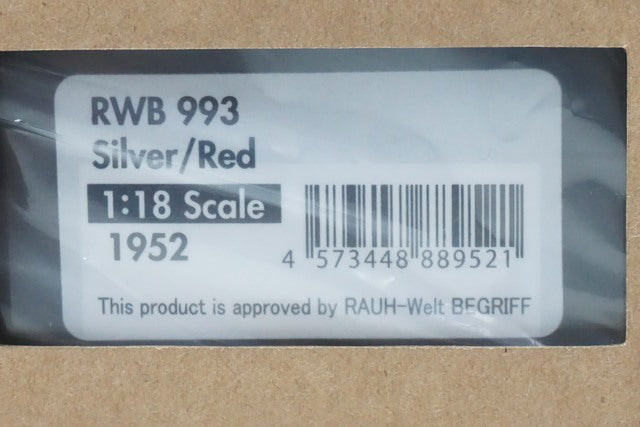 RWB 993
Silver/Red
1:18 Scale
1952
4 573448 889521
This product is approved by RAUH-Welt BEGRIFF